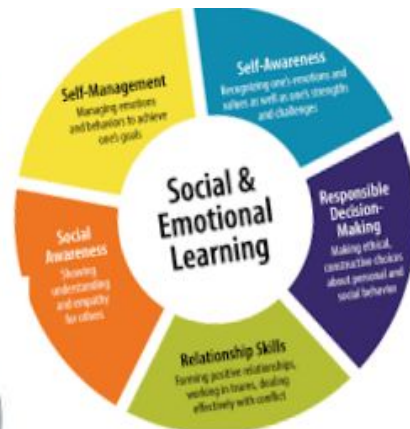 Social &
Emotional
Learning
Self-Awareness
Recognizing one's emotions and
values as well as one's strengths
and challenges
Responsible
Decision-
Making
Making ethical,
constructive choices
about personal and
social behavior
Relationship Skills
Forming positive relationships,
working in teams, dealing
effectively with conflict
Social
Awareness
Showing
understanding
and empathy
for others
Self-Management
Managing emotions
and behaviors to achieve
one's goals